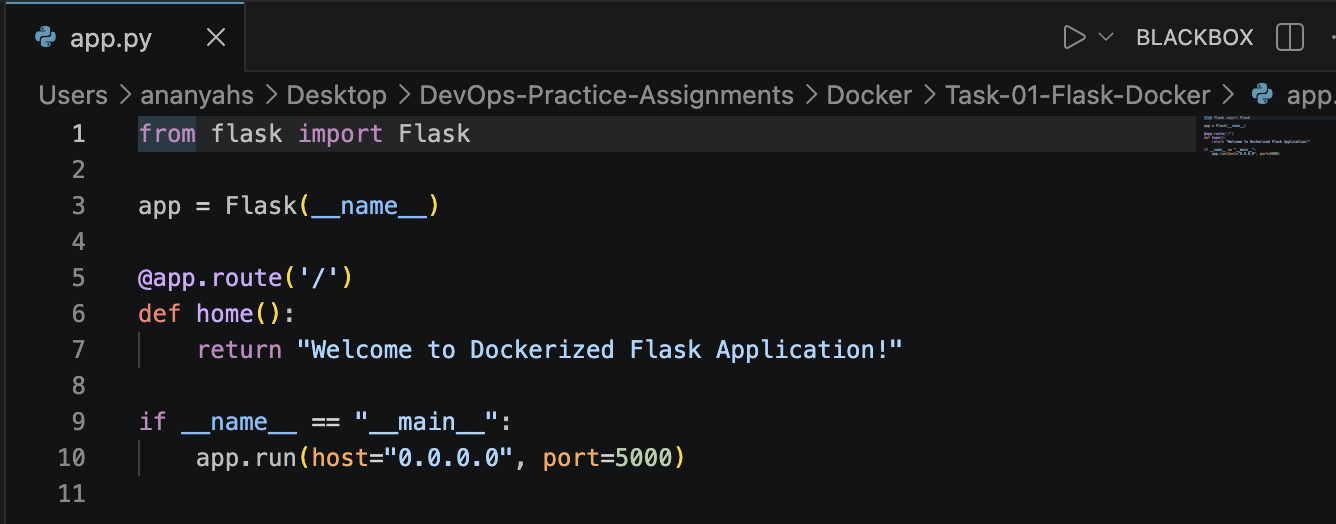 app.py
BLACKBOX
Users > ananyahs > Desktop > DevOps-Practice-Assignments > Docker > Task-01-Flask-Docker > app.
1 from flask import Flask
2
3 app = Flask(__name__)
4
5 @app.route('/')
6 def home():
7     return "Welcome to Dockerized Flask Application!"
8
9 if __name__ == "__main__":
10     app.run(host="0.0.0.0", port=5000)
11